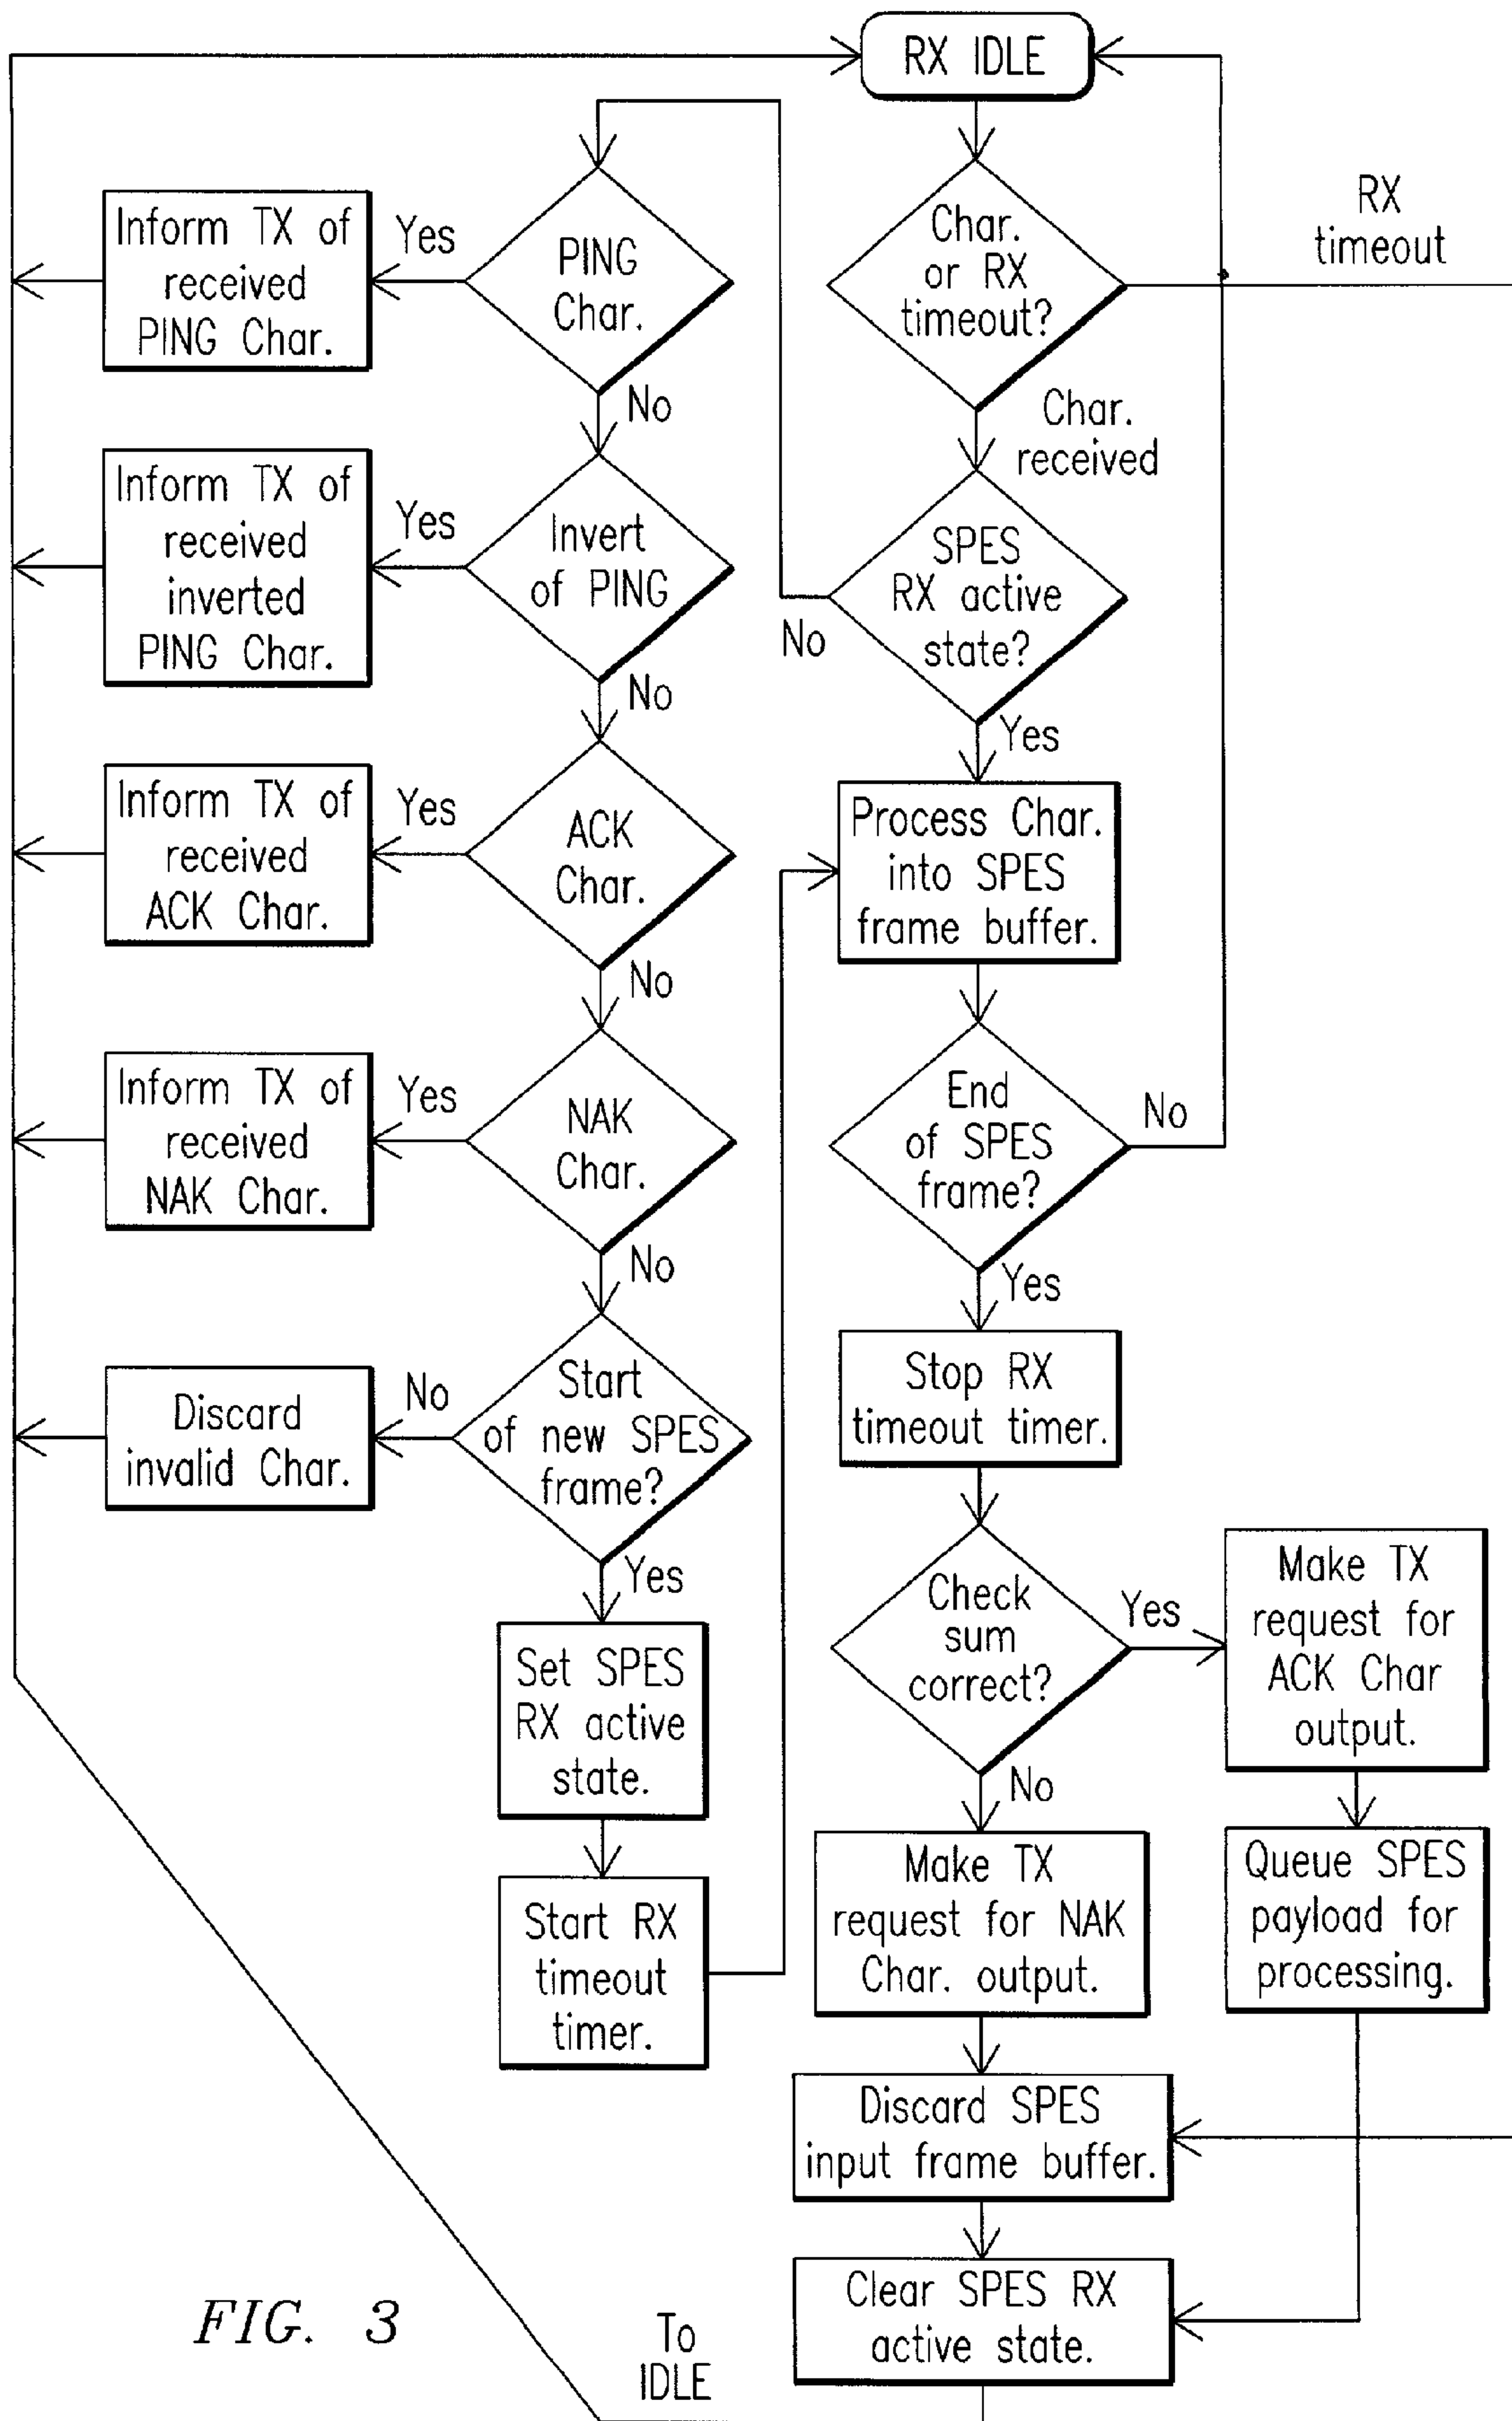 RX IDLE
Char.
or RX
timeout?
RX
timeout
Char.
received
SPES
RX active
state?
No
Yes
PING
Char.
Yes
Inform TX of
received
PING Char.
No
Invert
of PING
Yes
Inform TX of
received
inverted
PING Char.
No
ACK
Char.
Yes
Inform TX of
received
ACK Char.
No
NAK
Char.
Yes
Inform TX of
received
NAK Char.
No
Start
of new SPES
frame?
No
Discard
invalid Char.
Yes
Set SPES
RX active
state.
Start RX
timeout
timer.
Process Char.
into SPES
frame buffer.
End
of SPES
frame?
No
Yes
Stop RX
timeout timer.
Check
sum
correct?
Yes
Make TX
request for
ACK Char
output.
Queue SPES
payload for
processing.
No
Make TX
request for NAK
Char. output.
Discard SPES
input frame buffer.
Clear SPES RX
active state.
To
IDLE
FIG. 3